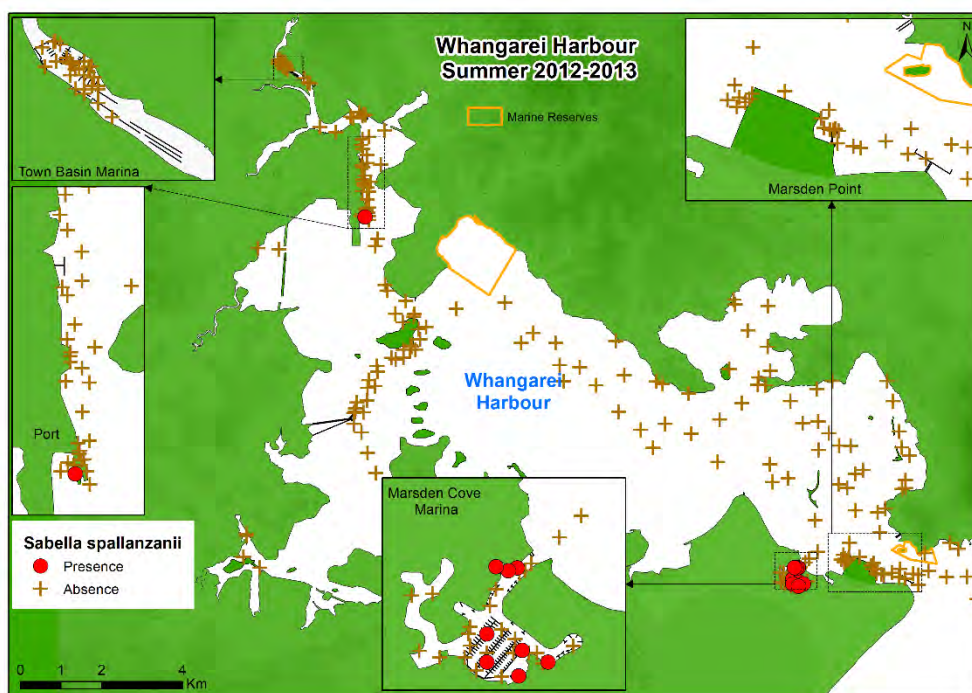 Whangarei Harbour
Summer 2012-2013
Marine Reserves
N
Town Basin Marina
Marsden Point
Port
Whangarei
Harbour
Marsden Cove
Marina
Sabella spallanzanii
Presence
Absence
0 1 2 4
Km